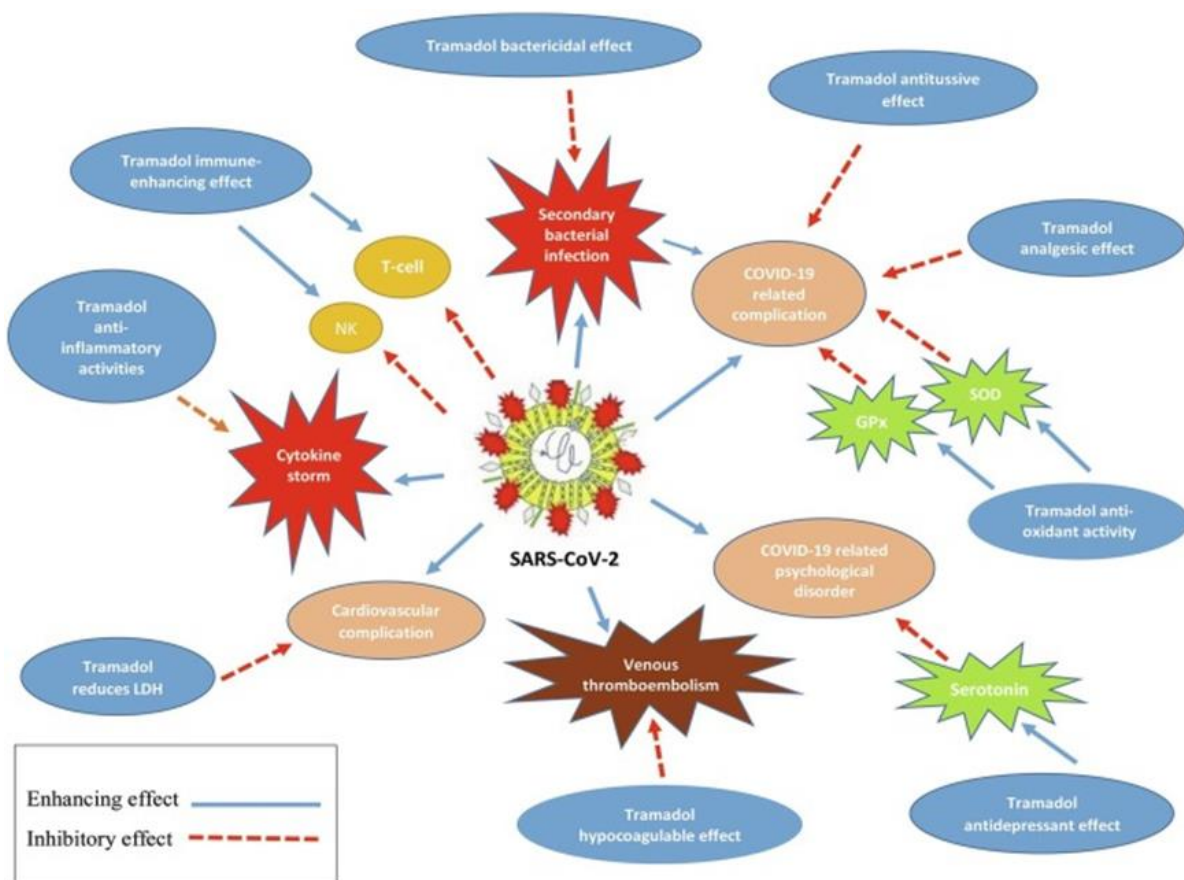 Tramadol bactericidal effect
Tramadol antitussive
effect
Tramadol immune-
enhancing effect
Secondary
bacterial
infection
Tramadol
analgesic effect
T-cell
COVID-19
related
complication
NK
Tramadol
anti-
inflammatory
activities
SOD
GPx
Cytokine
storm
Tramadol anti-
oxidant activity
SARS-CoV-2
COVID-19 related
psychological
disorder
Cardiovascular
complication
Tramadol
reduces LDH
Venous
thromboembolism
Serotonin
Enhancing effect
Inhibitory effect
Tramadol
hypocoagulable effect
Tramadol
antidepressant effect